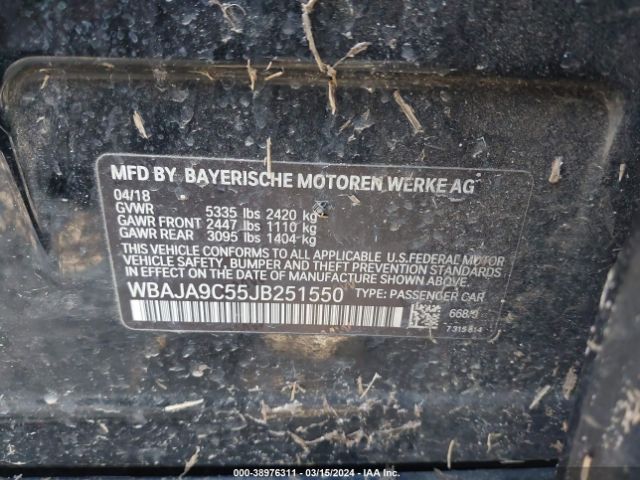 MFD BY BAYERISCHE MOTOREN WERKE AG
04/18
GVWR 5335 lbs 2420 kg
GAWR FRONT 2447 lbs 1110 kg
GAWR REAR 3095 lbs 1404 kg
THIS VEHICLE CONFORMS TO ALL APPLICABLE U.S.FEDERAL MOTOR
VEHICLE SAFETY, BUMPER AND THEFT PREVENTION STANDARDS
IN EFFECT ON THE DATE OF MANUFACTURE SHOWN ABOVE.
WBAJA9C55JB251550 TYPE: PASSENGER CAR
668/9
7315814
000-38976311 - 03/15/2024 - IAA Inc.